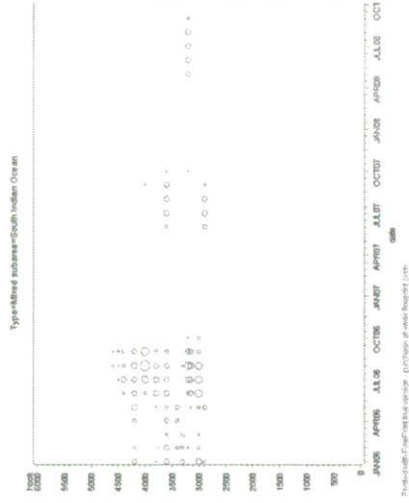 Type=Mixed subarea=South Indian Ocean
hook
6000
5500
5000
4500
4000
3500
3000
2500
2000
1500
1000
500
JAN06
APR06
JUL06
OCT06
JAN07
APR07
JUL07
OCT07
JAN08
APR08
JUL08
OCT
date